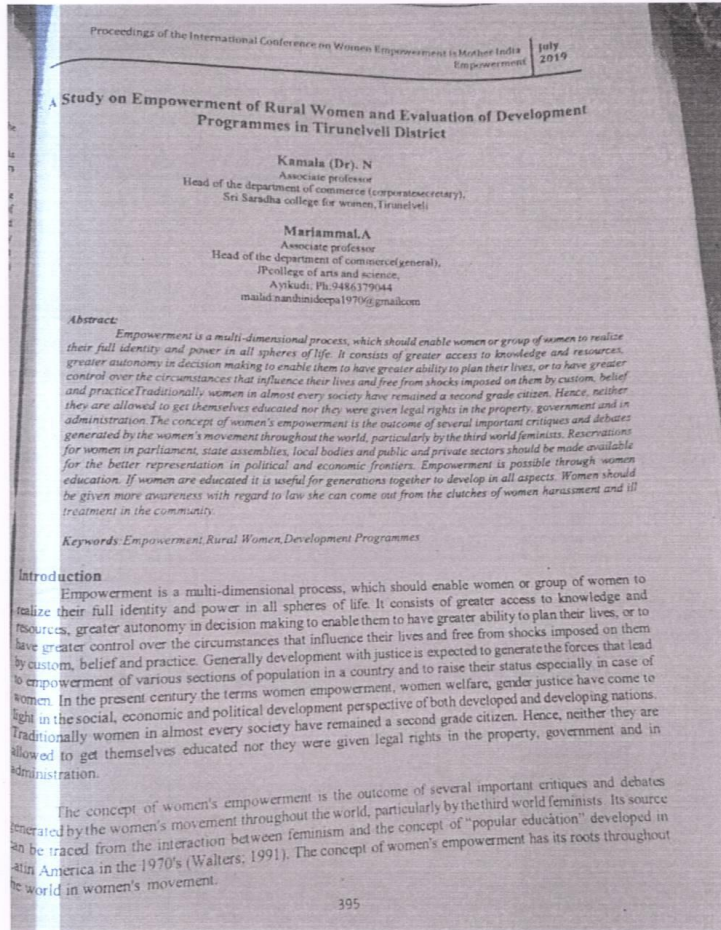 Proceedings of the International Conference on Women Empowerment is Mother India
Empowerment
July
2019
A Study on Empowerment of Rural Women and Evaluation of Development
Programmes in Tirunelveli District
Kamala (Dr). N
Associate professor
Head of the department of commerce (corporatesecretary),
Sri Saradha college for women,Tirunelveli
Mariammal.A
Associate professor
Head of the department of commerce(general),
JPcollege of arts and science,
Ayikudi; Ph:9486379044
mailid.nanthinideepa1970@gmailcom
Abstract:
Empowerment is a multi-dimensional process, which should enable women or group of women to realize
their full identity and power in all spheres of life. It consists of greater access to knowledge and resources,
greater autonomy in decision making to enable them to have greater ability to plan their lives, or to have greater
control over the circumstances that influence their lives and free from shocks imposed on them by custom, belief
and practiceTraditionally women in almost every society have remained a second grade citizen. Hence, neither
they are allowed to get themselves educated nor they were given legal rights in the property, government and in
administration.The concept of women's empowerment is the outcome of several important critiques and debates
generated by the women's movement throughout the world, particularly by the third world feminists. Reservations
for women in parliament, state assemblies, local bodies and public and private sectors should be made available
for the better representation in political and economic frontiers. Empowerment is possible through women
education. If women are educated it is useful for generations together to develop in all aspects. Women should
be given more awareness with regard to law she can come out from the clutches of women harassment and ill
treatment in the community.
Keywords:Empowerment,Rural Women,Development Programmes
Introduction
Empowerment is a multi-dimensional process, which should enable women or group of women to
realize their full identity and power in all spheres of life. It consists of greater access to knowledge and
resources, greater autonomy in decision making to enable them to have greater ability to plan their lives, or to
have greater control over the circumstances that influence their lives and free from shocks imposed on them
by custom, belief and practice. Generally development with justice is expected to generate the forces that lead
to empowerment of various sections of population in a country and to raise their status especially in case of
women. In the present century the terms women empowerment, women welfare, gender justice have come to
light in the social, economic and political development perspective of both developed and developing nations.
Traditionally women in almost every society have remained a second grade citizen. Hence, neither they are
allowed to get themselves educated nor they were given legal rights in the property, government and in
administration.
The concept of women's empowerment is the outcome of several important critiques and debates
generated by the women's movement throughout the world, particularly by thethird world feminists. Its source
can be traced from the interaction between feminism and the concept of "popular education" developed in
Latin America in the 1970's (Walters; 1991). The concept of women's empowerment has its roots throughout
the world in women's movement.
395